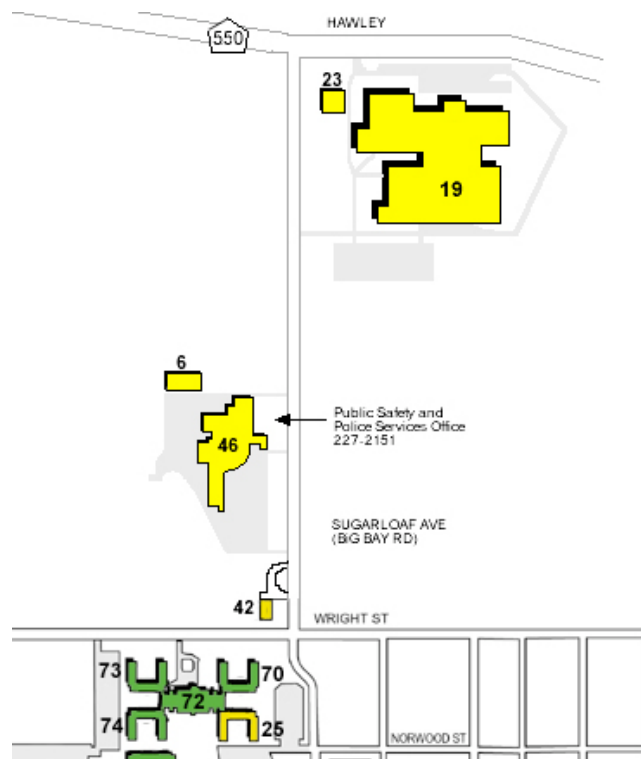 HAWLEY
550
23
19
6
46
Public Safety and
Police Services Office
227-2151
SUGARLOAF AVE
(BIG BAY RD)
42
WRIGHT ST
73
70
72
74
25
NORWOOD ST